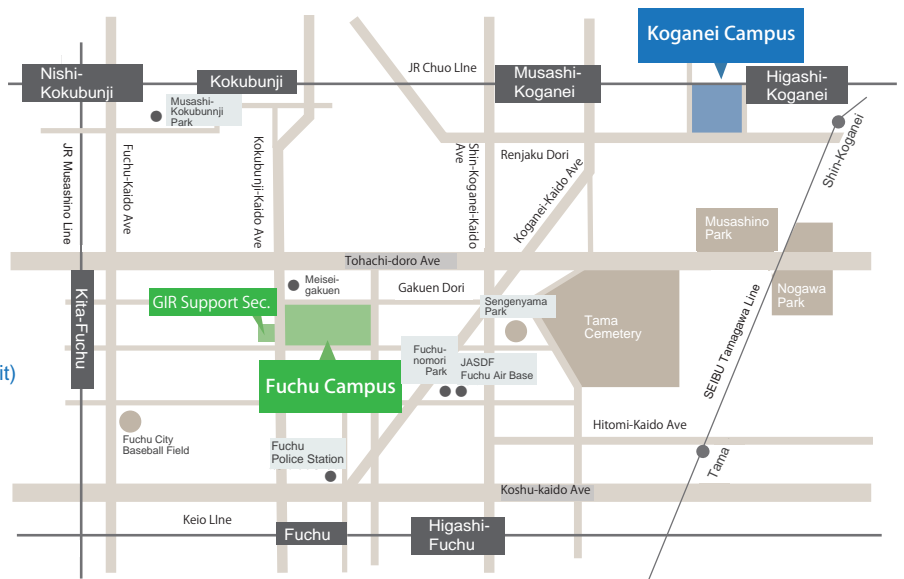 Koganei Campus
JR Chuo LIne
Nishi-
Kokubunji
Kokubunji
Musashi-
Koganei
Higashi-
Koganei
Musashi-
Kokubunnji
Park
Shin-Koganei
Renjaku Dori
JR Musashino Line
Fuchu-Kaido Ave
Kokubunji-Kaido Ave
Shin-Koganei-Kaido
Ave
Koganei-Kaido Ave
Musashino
Park
Tohachi-doro Ave
Meisei-
gakuen
Gakuen Dori
Nogawa
Park
Kita-Fuchu
GIR Support Sec.
Sengenyama
Park
Tama
Cemetery
SEIBU Tamagawa Line
Fuchu-
nomori
Park
JASDF
Fuchu Air Base
it)
Fuchu Campus
Fuchu City
Baseball Field
Hitomi-Kaido Ave
Fuchu
Police Station
Tama
Koshu-kaido Ave
Keio LIne
Fuchu
Higashi-
Fuchu